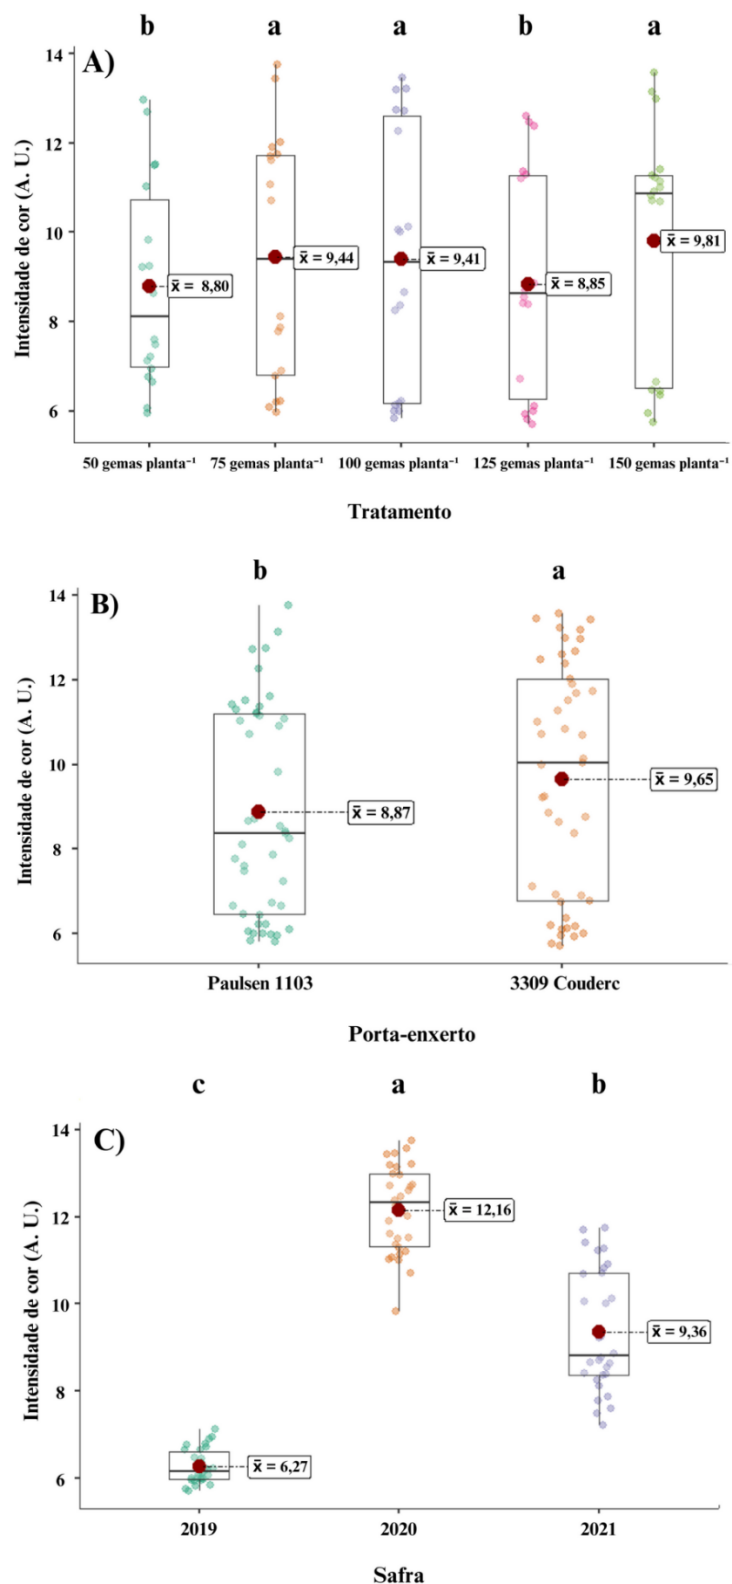 b a a b a
A)
Intensidade de cor (A. U.)
14
12
10
8
6
x̄ = 8,80
x̄ = 9,44
x̄ = 9,41
x̄ = 8,85
x̄ = 9,81
50 gemas planta⁻¹ 75 gemas planta⁻¹ 100 gemas planta⁻¹ 125 gemas planta⁻¹ 150 gemas planta⁻¹
Tratamento
b a
B)
Intensidade de cor (A. U.)
14
12
10
8
6
x̄ = 8,87
x̄ = 9,65
Paulsen 1103 3309 Couderc
Porta-enxerto
c a b
C)
Intensidade de cor (A. U.)
14
12
10
8
6
x̄ = 6,27
x̄ = 12,16
x̄ = 9,36
2019 2020 2021
Safra